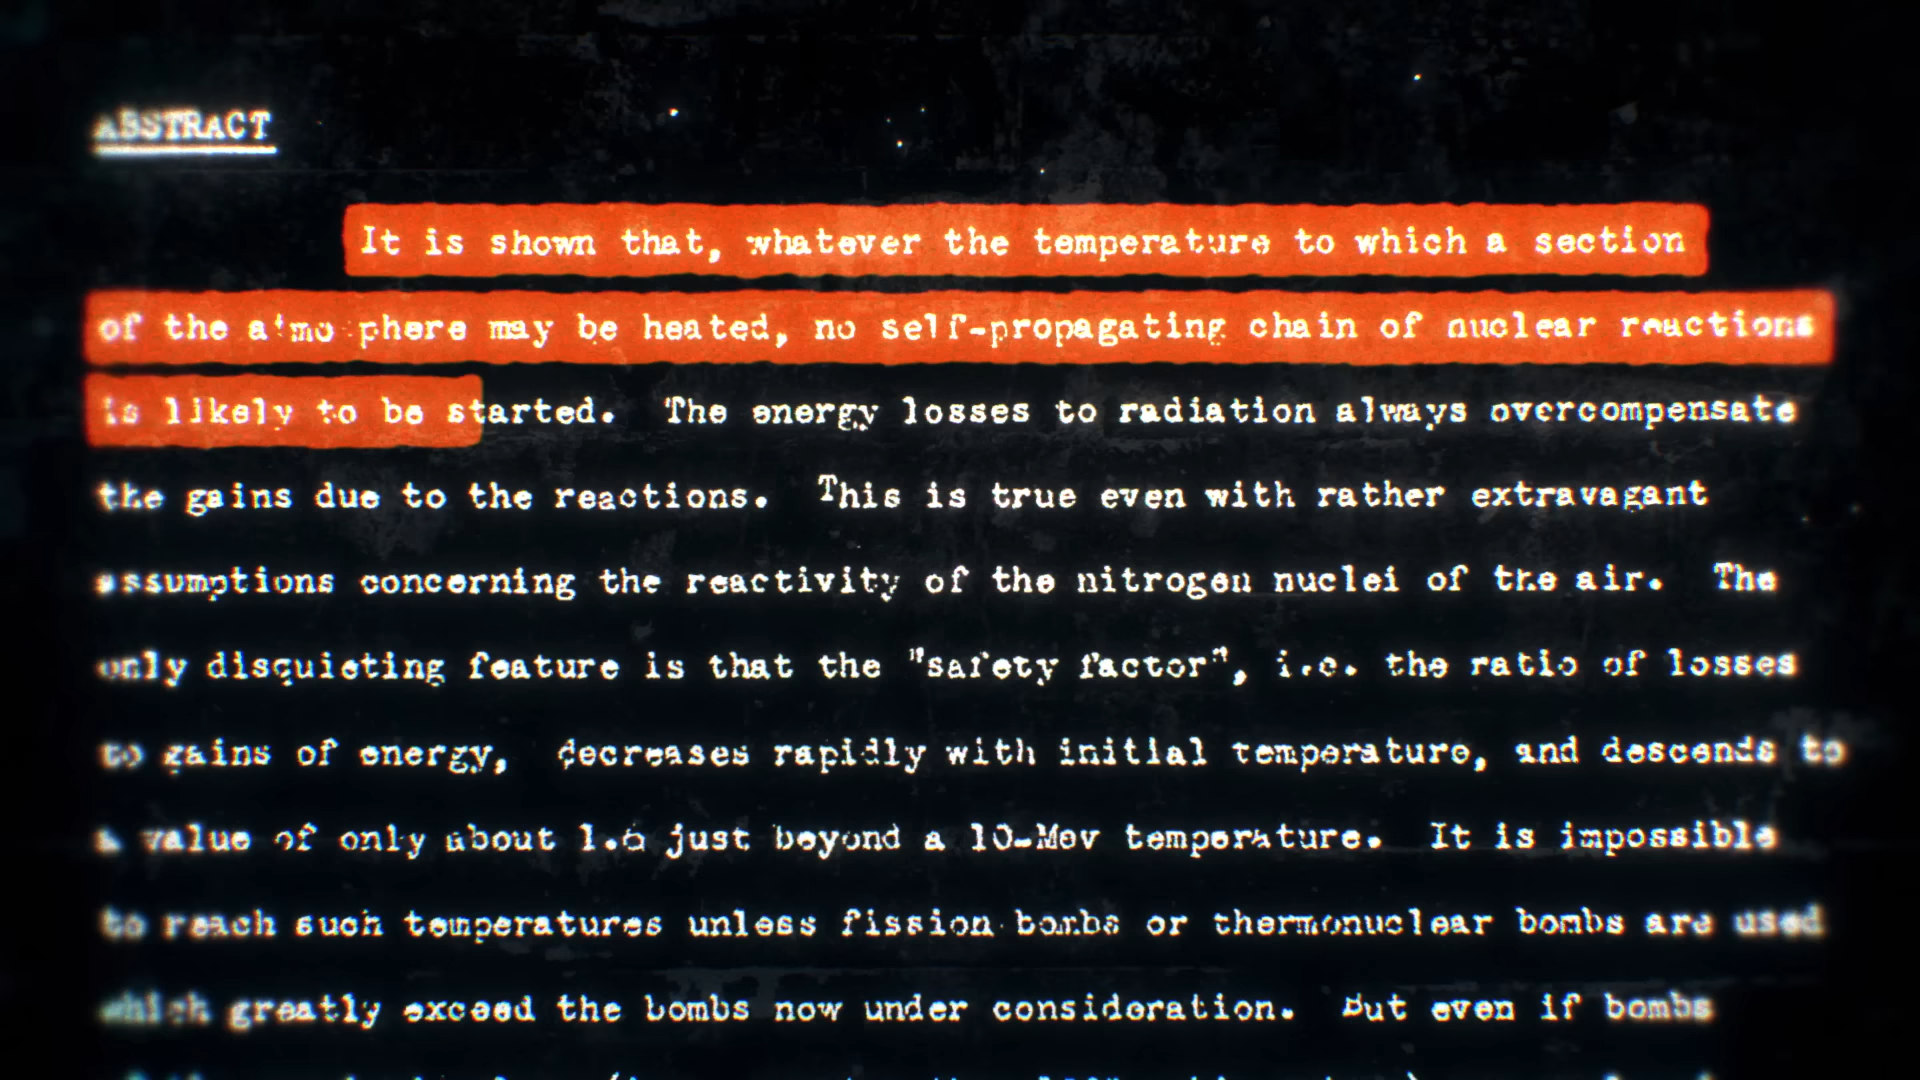 ABSTRACT
It is shown that, whatever the temperature to which a section
of the atmosphere may be heated, no self-propagating chain of nuclear reactions
is likely to be started. The energy losses to radiation always overcompensate
the gains due to the reactions. This is true even with rather extravagant
assumptions concerning the reactivity of the nitrogen nuclei of the air. The
only disquieting feature is that the "safety factor", i.e. the ratio of losses
to gains of energy, decreases rapidly with initial temperature, and descends to
a value of only about 1.6 just beyond a 10-Mev temperature. It is impossible
to reach such temperatures unless fission bombs or thermonuclear bombs are used
which greatly exceed the bombs now under consideration. But even if bombs